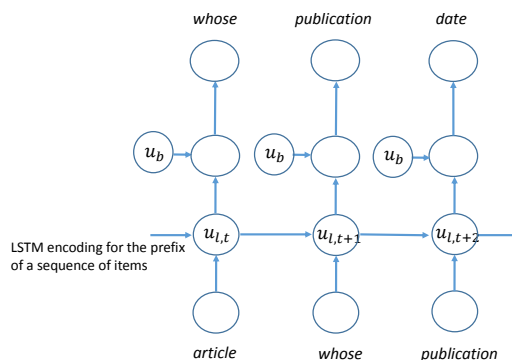 whose publication date
u_b u_b u_b
u_{l,t} u_{l,t+1} u_{l,t+2}
LSTM encoding for the prefix
of a sequence of items
article whose publication